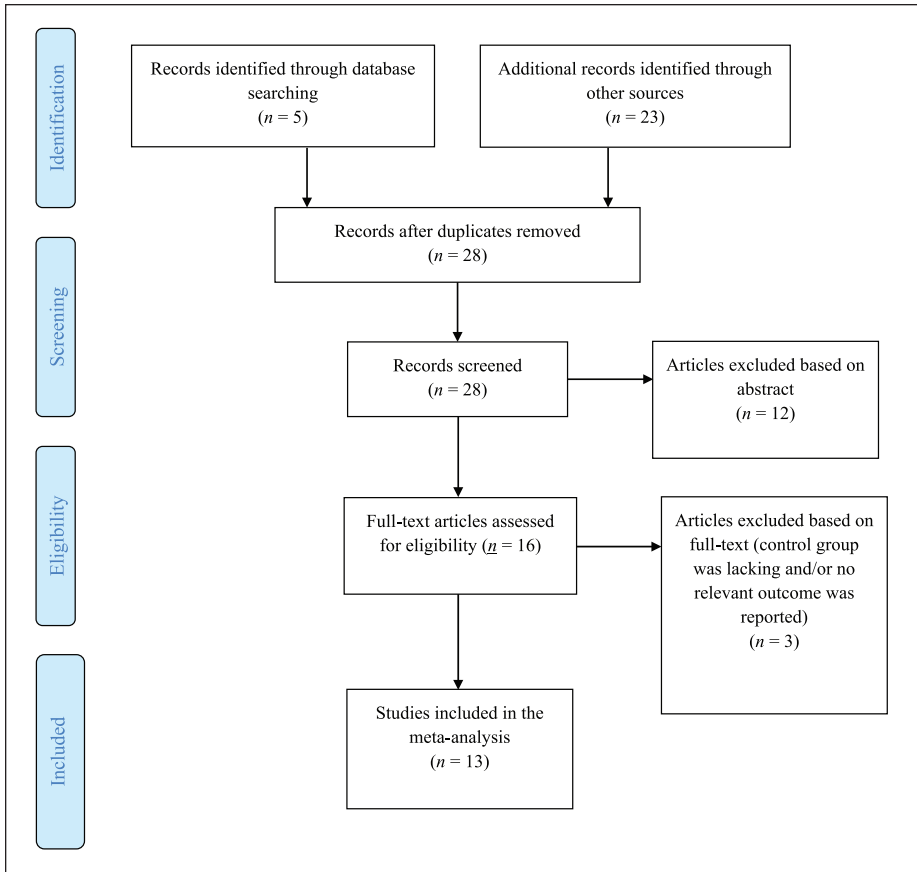 Identification
Records identified through database
searching
(n = 5)
Additional records identified through
other sources
(n = 23)
Records after duplicates removed
(n = 28)
Screening
Records screened
(n = 28)
Articles excluded based on
abstract
(n = 12)
Eligibility
Full-text articles assessed
for eligibility (n = 16)
Articles excluded based on
full-text (control group
was lacking and/or no
relevant outcome was
reported)
(n = 3)
Included
Studies included in the
meta-analysis
(n = 13)